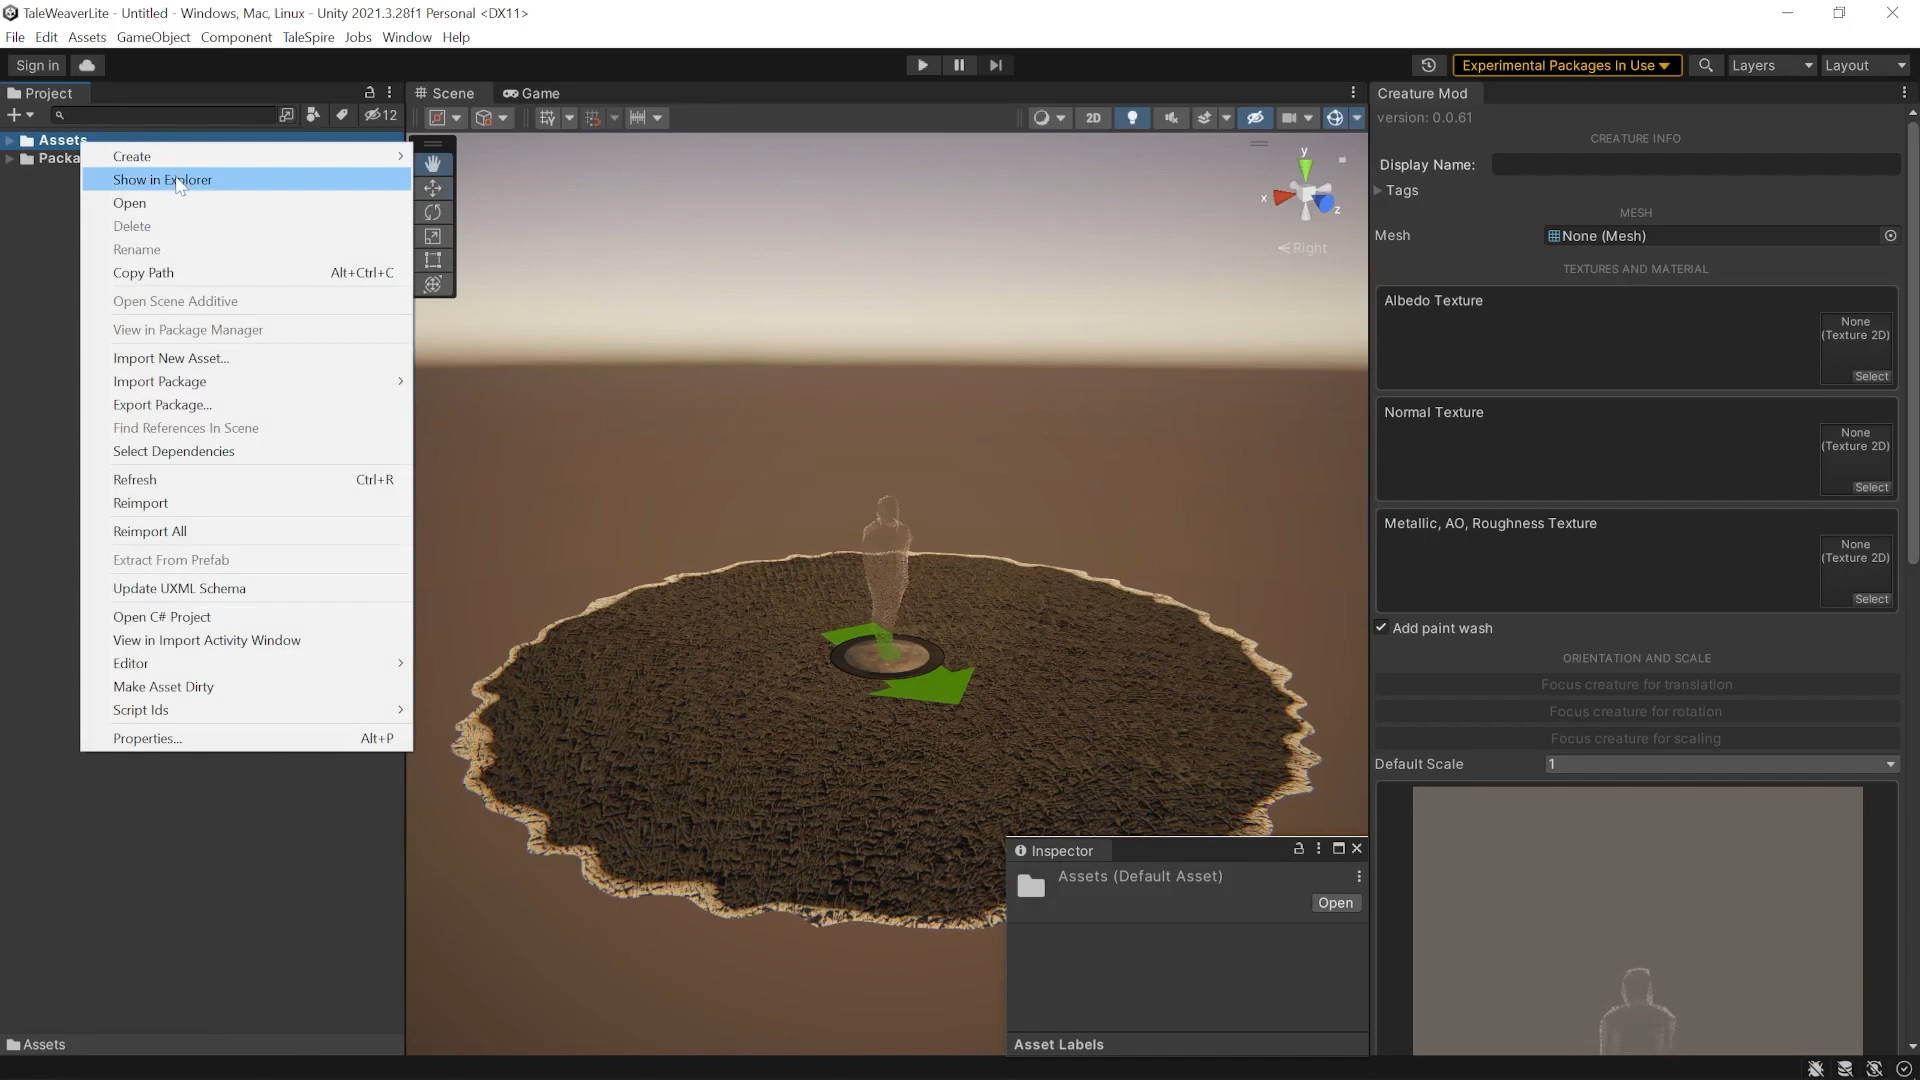 TaleWeaverLite - Untitled - Windows, Mac, Linux - Unity 2021.3.28f1 Personal <DX11>
File Edit Assets GameObject Component TaleSpire Jobs Window Help
Sign in
Experimental Packages In Use
Layers
Layout
Project
12
Assets
Packa
Create
Show in Explorer
Open
Delete
Rename
Copy Path Alt+Ctrl+C
Open Scene Additive
View in Package Manager
Import New Asset...
Import Package
Export Package...
Find References In Scene
Select Dependencies
Refresh Ctrl+R
Reimport
Reimport All
Extract From Prefab
Update UXML Schema
Open C# Project
View in Import Activity Window
Editor
Make Asset Dirty
Script Ids
Properties... Alt+P
Assets
Scene
Game
2D
y
x
z
Right
Inspector
Assets (Default Asset)
Open
Asset Labels
Creature Mod
version: 0.0.61
CREATURE INFO
Display Name:
Tags
MESH
Mesh None (Mesh)
TEXTURES AND MATERIAL
Albedo Texture
None
(Texture 2D)
Select
Normal Texture
None
(Texture 2D)
Select
Metallic, AO, Roughness Texture
None
(Texture 2D)
Select
Add paint wash
ORIENTATION AND SCALE
Focus creature for translation
Focus creature for rotation
Focus creature for scaling
Default Scale 1